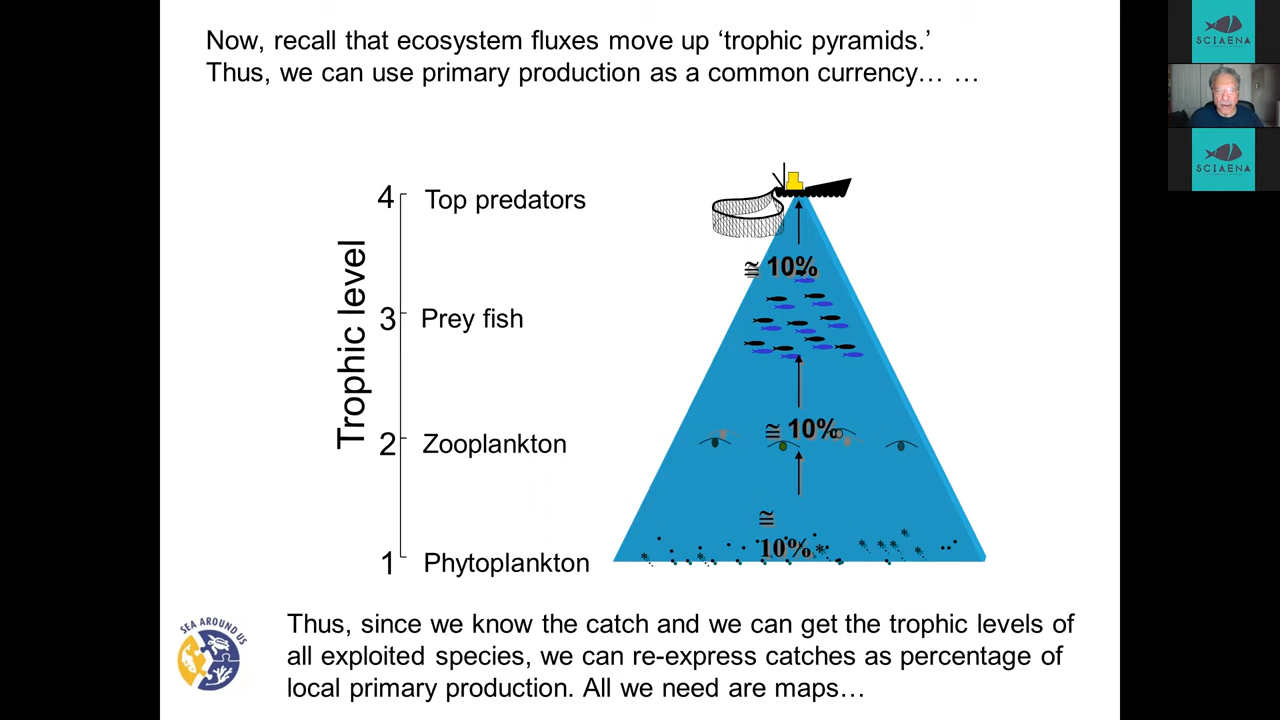 Now, recall that ecosystem fluxes move up ‘trophic pyramids.’
Thus, we can use primary production as a common currency… …
SCIAENA
SCIAENA
Trophic level
4 Top predators
≅ 10%
3 Prey fish
2 Zooplankton
≅ 10%
≅
10%
1 Phytoplankton
SEA AROUND US
Thus, since we know the catch and we can get the trophic levels of
all exploited species, we can re-express catches as percentage of
local primary production. All we need are maps…